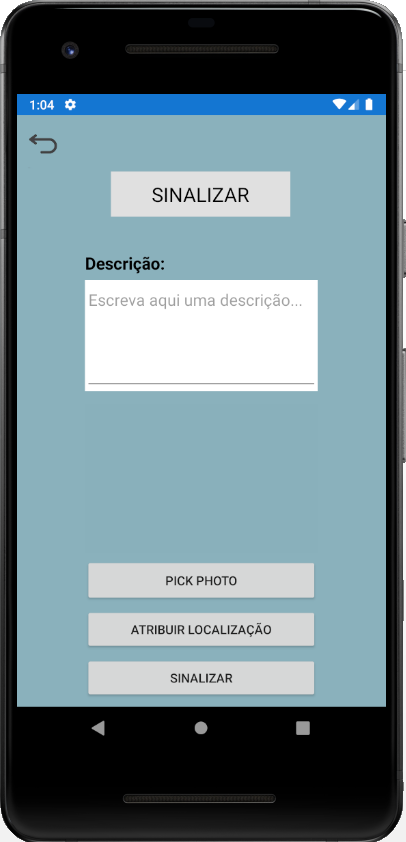 1:04
SINALIZAR
Descrição:
Escreva aqui uma descrição...
PICK PHOTO
ATRIBUIR LOCALIZAÇÃO
SINALIZAR